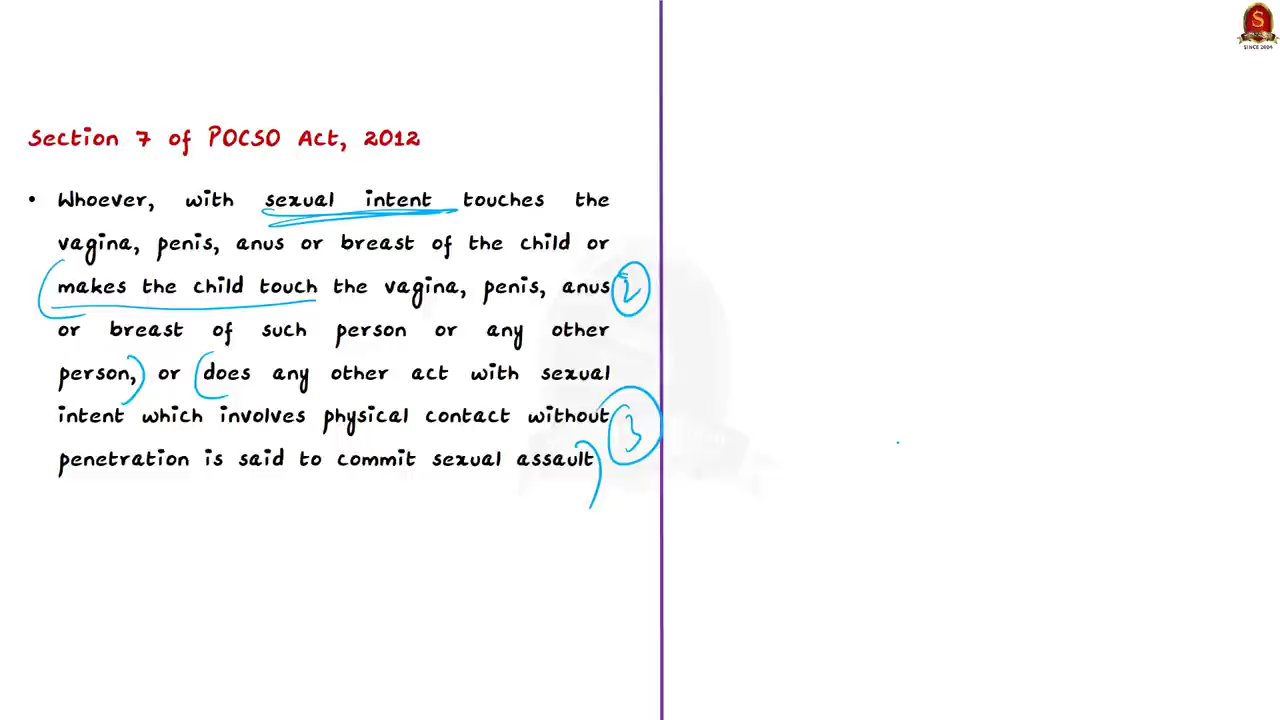 S
SINCE 2004
Section 7 of POCSO Act, 2012
• Whoever, with sexual intent touches the
vagina, penis, anus or breast of the child or
makes the child touch the vagina, penis, anus 2
or breast of such person or any other
person, or does any other act with sexual
intent which involves physical contact without 3
penetration is said to commit sexual assault